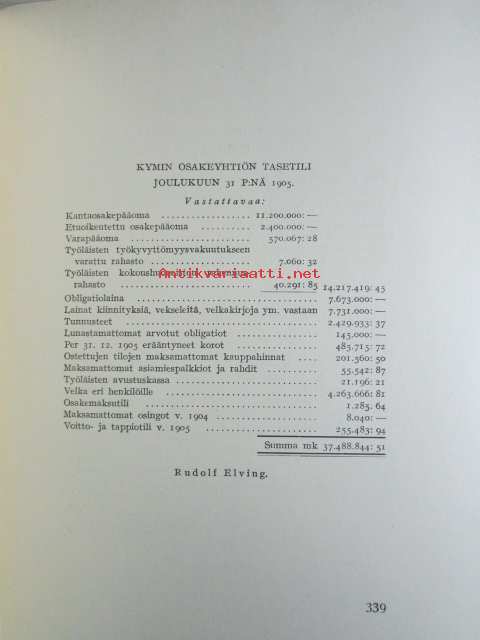 KYMIN OSAKEYHTIÖN TASETILI
JOULUKUUN 31 P:NÄ 1905.
Vastattavaa:
Kantaosakepääoma .................. 11.200.000: —
Etuoikeutettu osakepääoma ............ 2.400.000: —
Varapääoma ....................... 570.067: 28
Työläisten työkyvyttömyysvakuutukseen
varattu rahasto .................... 7.060: 32
Työläisten
rahasto ........................... 40.291: 85 14.217.419: 45
Obligatiolaina ........................................ 7.673.000: —
Lainat kiinnityksiä, vekseleitä, velkakirjoja ym. vastaan 7.731.000: —
Tunnusteet .......................................... 2.429.933: 37
Lunastamattomat arvotut obligatiot .................. 145.000: —
Per 31. 12. 1905 erääntyneet korot .................. 485.715: 72
Ostettujen tilojen maksamattomat kauppahinnat ...... 201.560: 50
Maksamattomat asiamiespalkkiot ja rahdit ............ 55.542: 87
Työläisten avustuskassa .............................. 21.196: 21
Velka eri henkilöille ................................ 4.263.666: 81
Osakemaksutili ...................................... 1.285. 64
Maksamattomat osingot v. 1904 ...................... 8.040: —
Voitto- ja tappiotili v. 1905 .......................... 255.483: 94
Summa mk 37.488.844: 51
Rudolf Elving.
339
Antikvariaatti.net